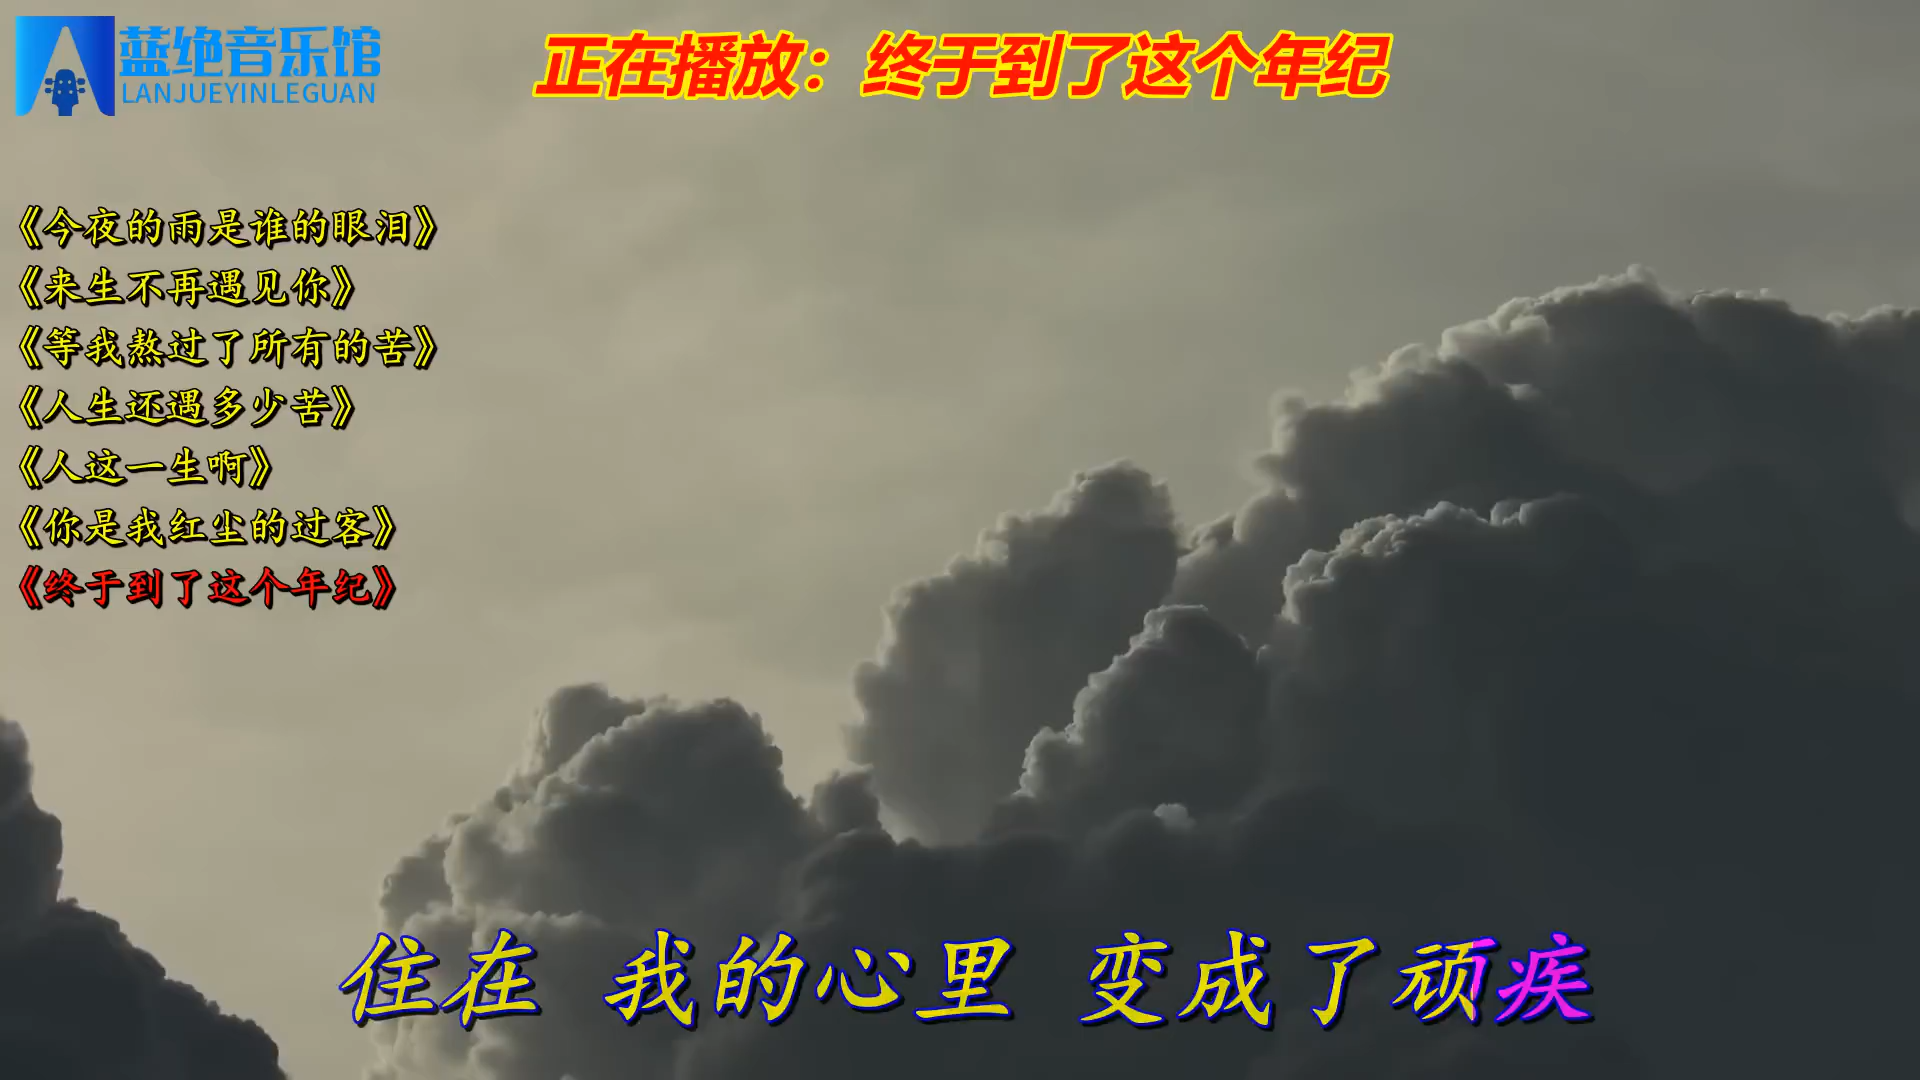 蓝绝音乐馆
LANJUEYINLEGUAN
正在播放：终于到了这个年纪
《今夜的雨是谁的眼泪》
《来生不再遇见你》
《等我熬过了所有的苦》
《人生还遇多少苦》
《人这一生啊》
《你是我红尘的过客》
《终于到了这个年纪》
住在 我的心里 变成了顽疾